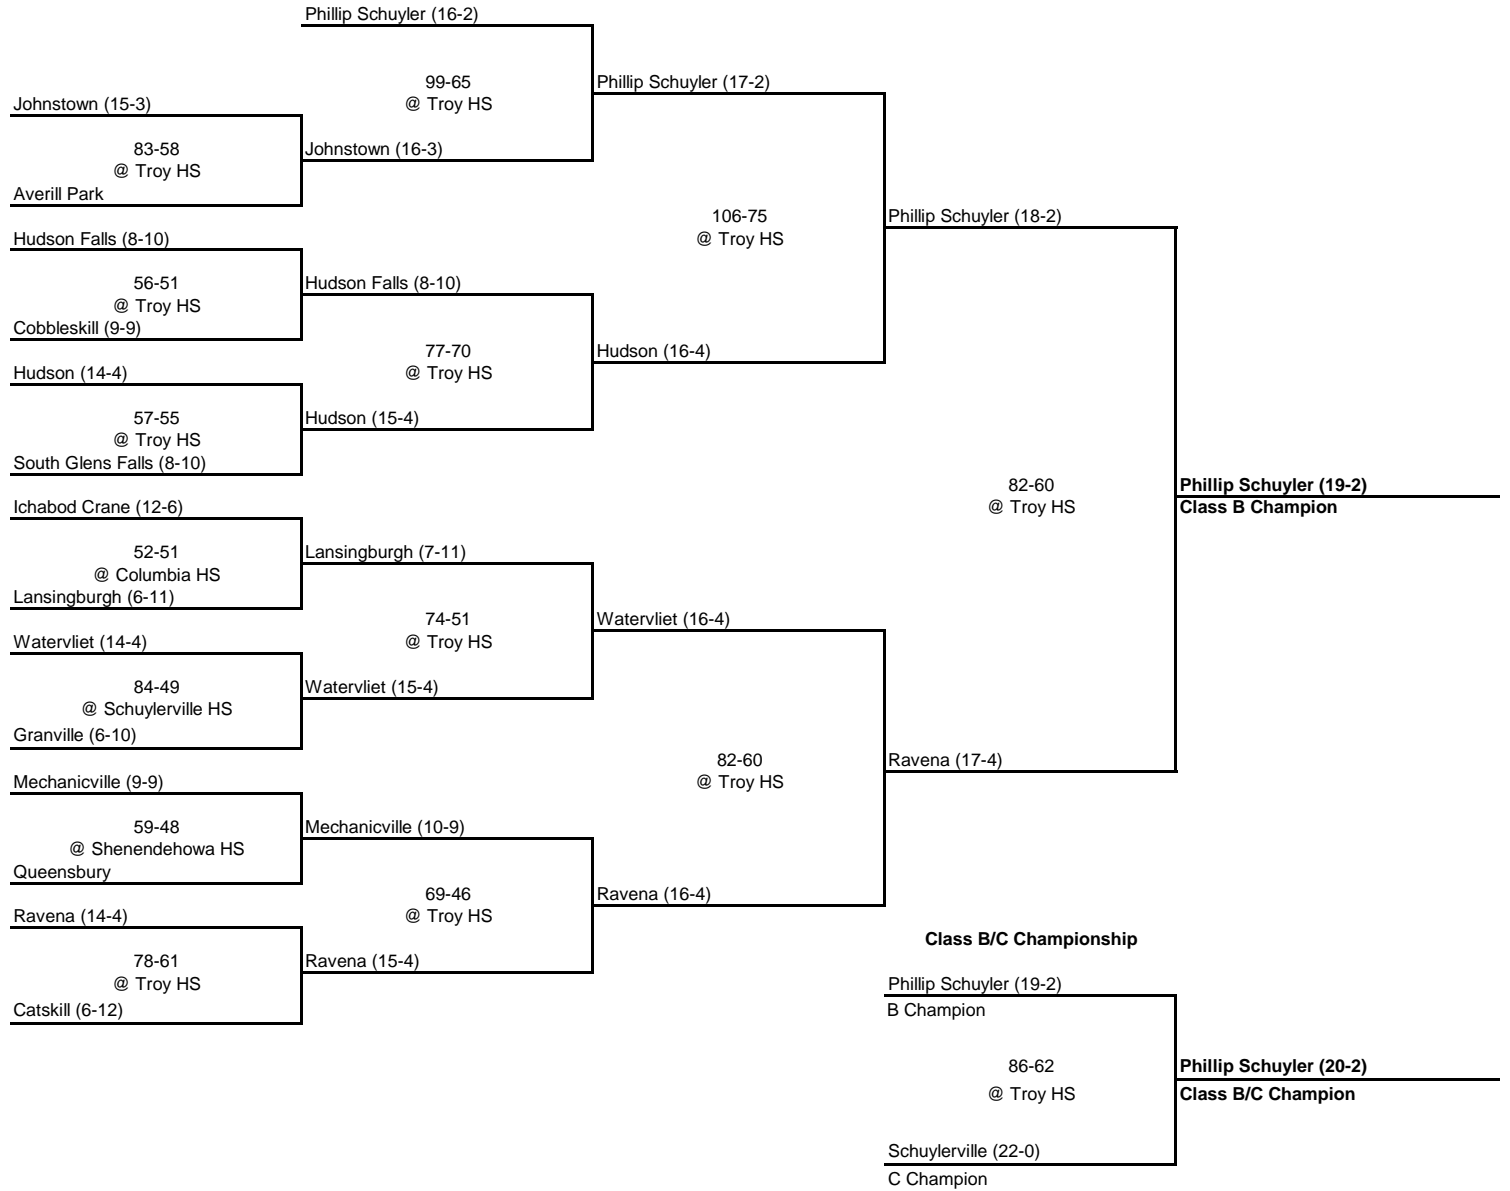 Phillip Schuyler (16-2)
99-65
@ Troy HS
Phillip Schuyler (17-2)
Johnstown (15-3)
83-58
@ Troy HS
Johnstown (16-3)
Averill Park
106-75
@ Troy HS
Phillip Schuyler (18-2)
Hudson Falls (8-10)
56-51
@ Troy HS
Hudson Falls (8-10)
Cobbleskill (9-9)
77-70
@ Troy HS
Hudson (16-4)
Hudson (14-4)
57-55
@ Troy HS
Hudson (15-4)
South Glens Falls (8-10)
82-60
@ Troy HS
Phillip Schuyler (19-2)
Class B Champion
Ichabod Crane (12-6)
52-51
@ Columbia HS
Lansingburgh (7-11)
Lansingburgh (6-11)
74-51
@ Troy HS
Watervliet (16-4)
Watervliet (14-4)
84-49
@ Schuylerville HS
Watervliet (15-4)
Granville (6-10)
82-60
@ Troy HS
Ravena (17-4)
Mechanicville (9-9)
59-48
@ Shenendehowa HS
Mechanicville (10-9)
Queensbury
69-46
@ Troy HS
Ravena (16-4)
Ravena (14-4)
78-61
@ Troy HS
Ravena (15-4)
Catskill (6-12)
Class B/C Championship
Phillip Schuyler (19-2)
B Champion
86-62
@ Troy HS
Phillip Schuyler (20-2)
Class B/C Champion
Schuylerville (22-0)
C Champion